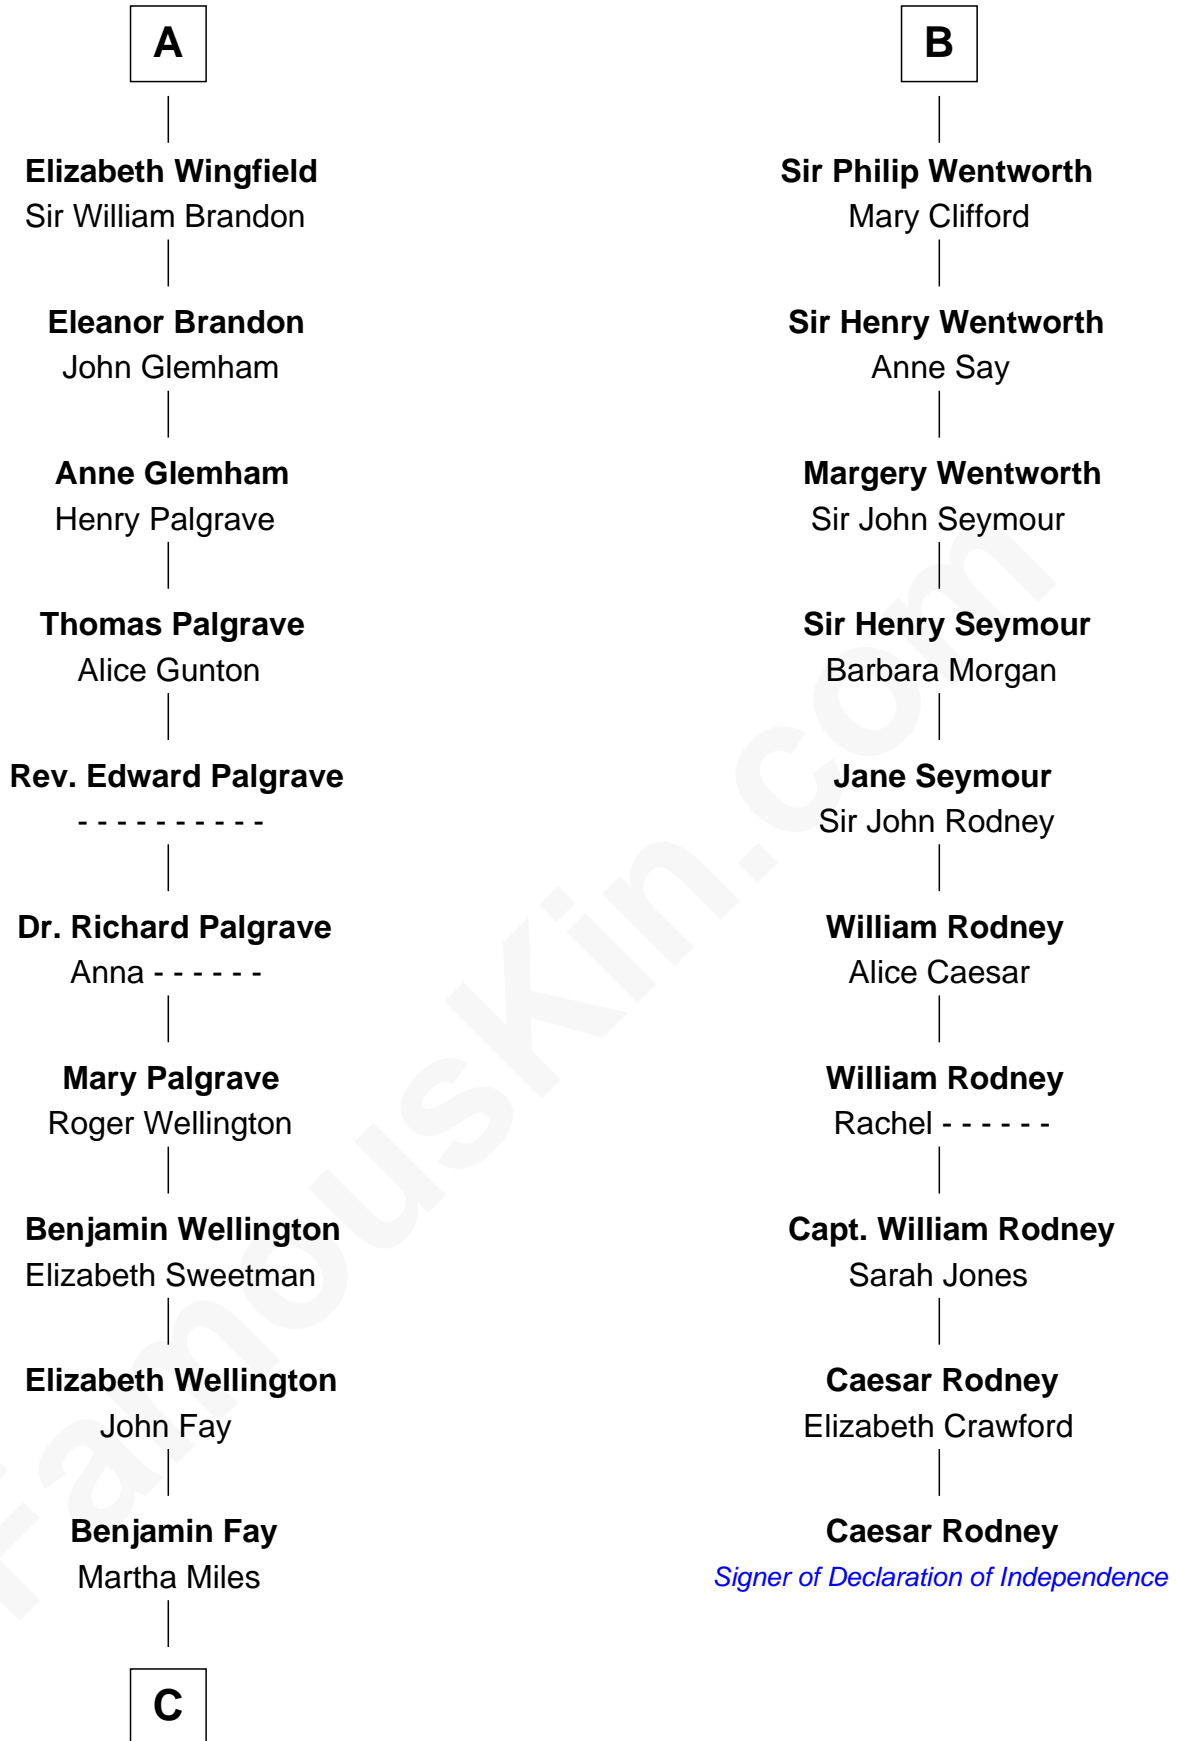 A
Elizabeth Wingfield
Sir William Brandon
Eleanor Brandon
John Glemham
Anne Glemham
Henry Palgrave
Thomas Palgrave
Alice Gunton
Rev. Edward Palgrave
- - - - - - - - - -
Dr. Richard Palgrave
Anna - - - - - -
Mary Palgrave
Roger Wellington
Benjamin Wellington
Elizabeth Sweetman
Elizabeth Wellington
John Fay
Benjamin Fay
Martha Miles
C
B
Sir Philip Wentworth
Mary Clifford
Sir Henry Wentworth
Anne Say
Margery Wentworth
Sir John Seymour
Sir Henry Seymour
Barbara Morgan
Jane Seymour
Sir John Rodney
William Rodney
Alice Caesar
William Rodney
Rachel - - - - - -
Capt. William Rodney
Sarah Jones
Caesar Rodney
Elizabeth Crawford
Caesar Rodney
Signer of Declaration of Independence
FamousKin.com